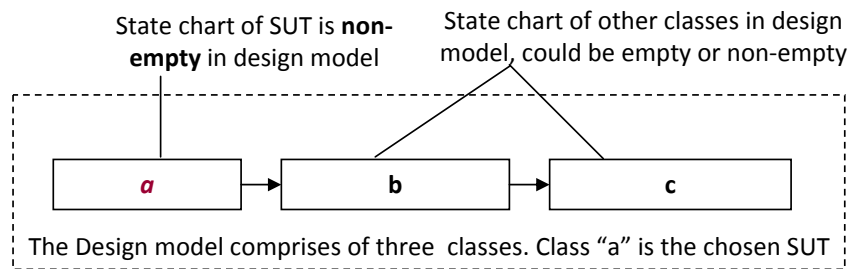 State chart of SUT is non-
empty in design model
State chart of other classes in design
model, could be empty or non-empty
a
b
c
The Design model comprises of three classes. Class “a” is the chosen SUT